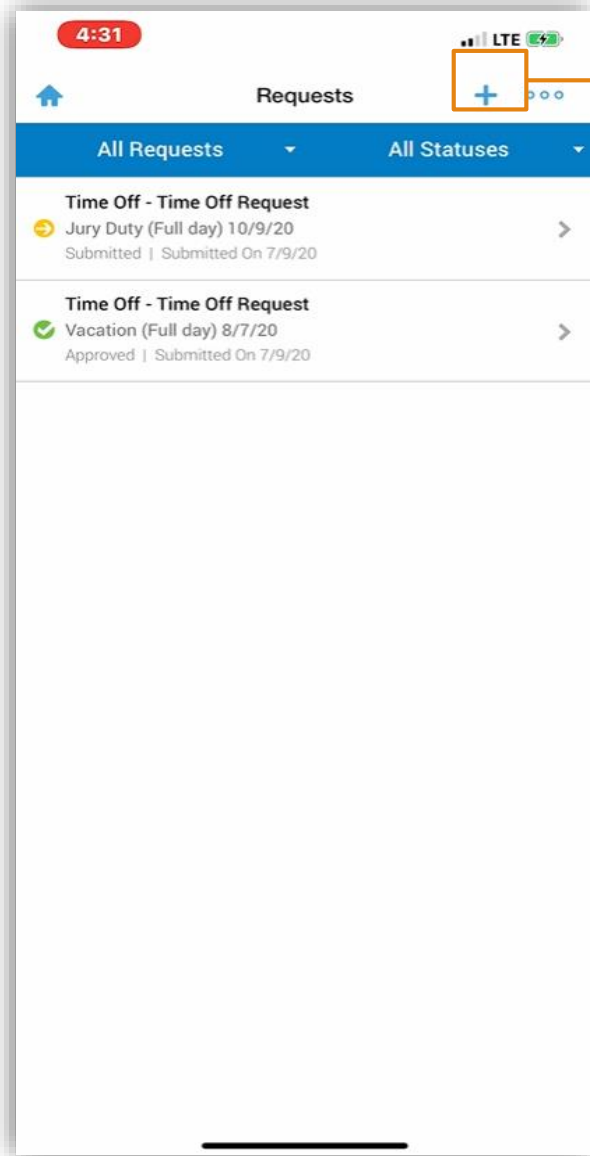 4:31
LTE
Requests
All Requests
All Statuses
Time Off - Time Off Request
Jury Duty (Full day) 10/9/20
Submitted | Submitted On 7/9/20
Time Off - Time Off Request
Vacation (Full day) 8/7/20
Approved | Submitted On 7/9/20